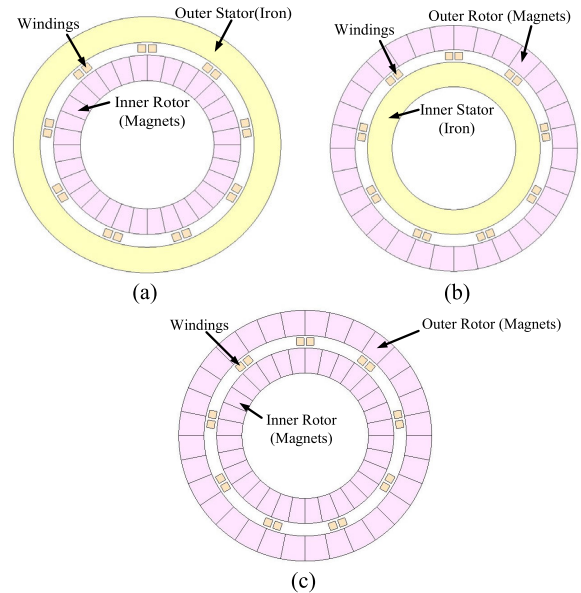 Windings
Outer Stator(Iron)
Inner Rotor
(Magnets)
(a)
Outer Rotor (Magnets)
Windings
Inner Stator
(Iron)
(b)
Windings
Outer Rotor (Magnets)
Inner Rotor
(Magnets)
(c)